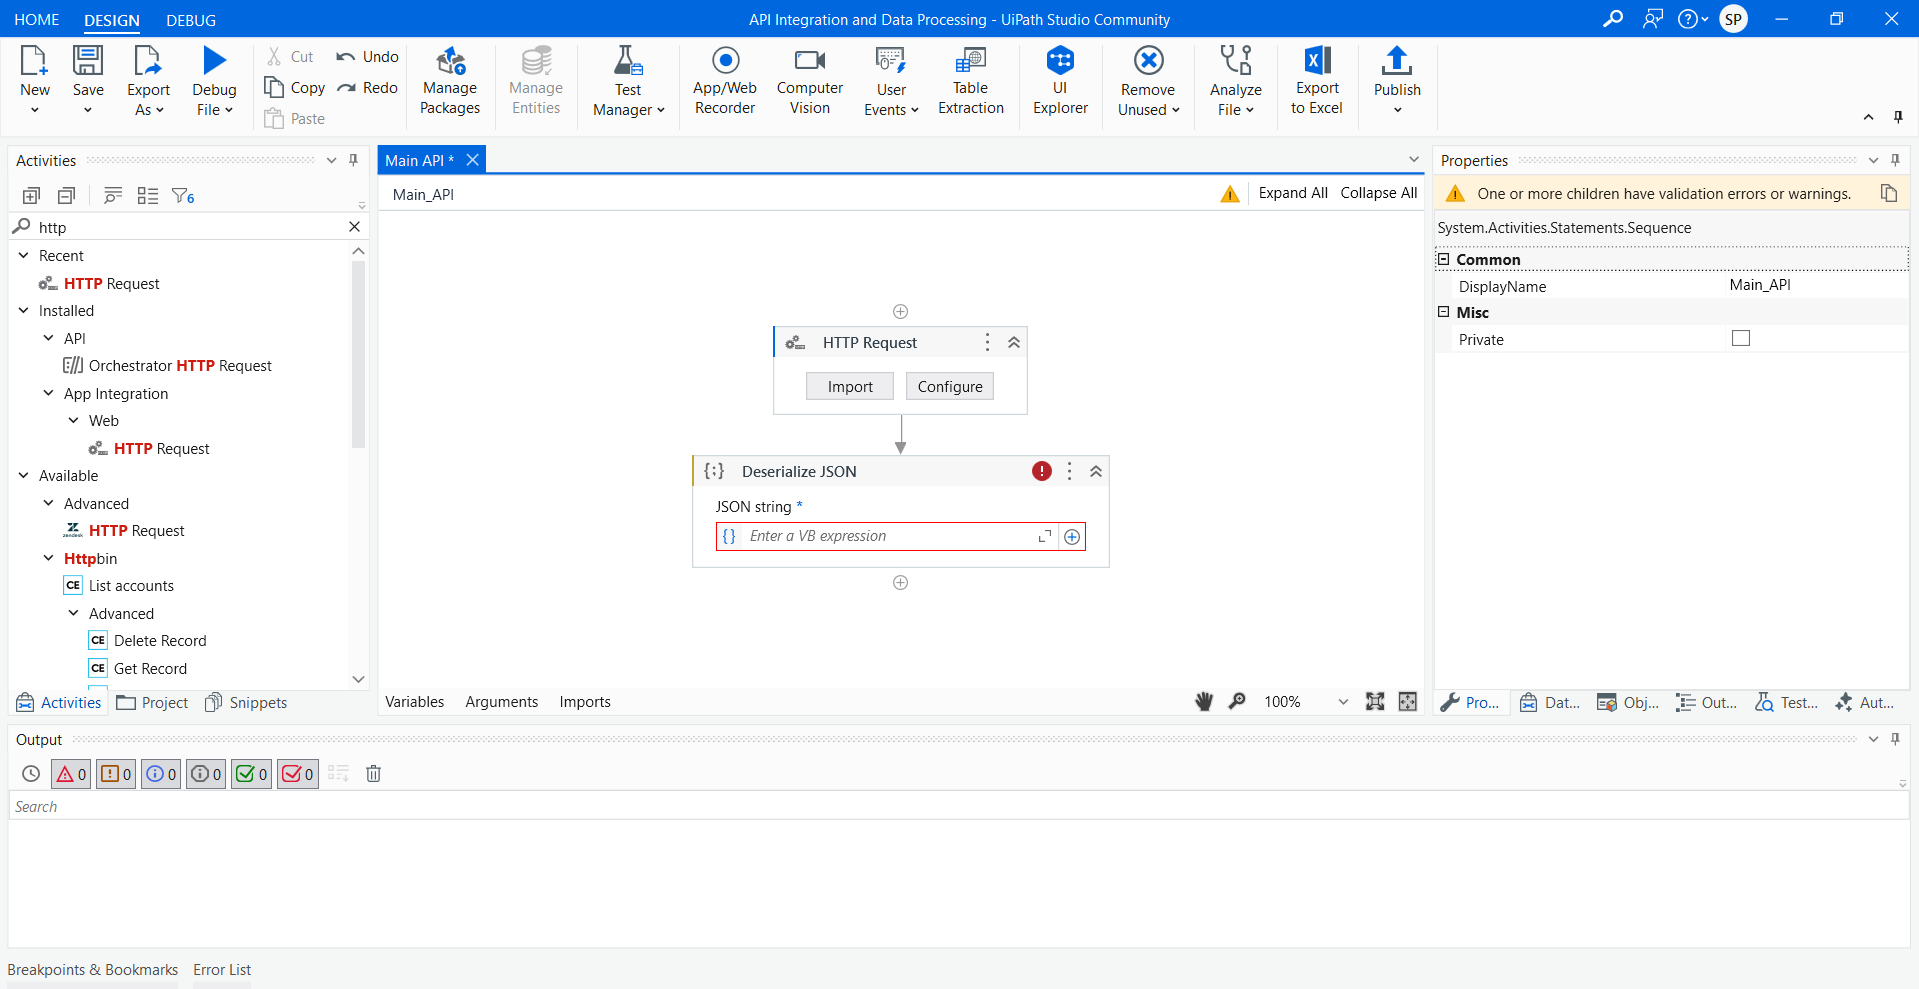 HOME DESIGN DEBUG API Integration and Data Processing - UiPath Studio Community SP
New Save Export As Debug File Cut Copy Paste Undo Redo Manage Packages Manage Entities Test Manager App/Web Recorder Computer Vision User Events Table Extraction UI Explorer Remove Unused Analyze File Export to Excel Publish
Activities
6
http
Recent
HTTP Request
Installed
API
Orchestrator HTTP Request
App Integration
Web
HTTP Request
Available
Advanced
zendesk HTTP Request
Httpbin
CE List accounts
Advanced
CE Delete Record
CE Get Record
Activities Project Snippets
Main API *
Main_API Expand All Collapse All
HTTP Request
Import Configure
{;} Deserialize JSON
JSON string *
{} Enter a VB expression
Variables Arguments Imports 100%
Properties
One or more children have validation errors or warnings.
System.Activities.Statements.Sequence
Common
DisplayName Main_API
Misc
Private
Pro... Dat... Obj... Out... Test... Aut...
Output
0 0 0 0 0 0
Search
Breakpoints & Bookmarks Error List